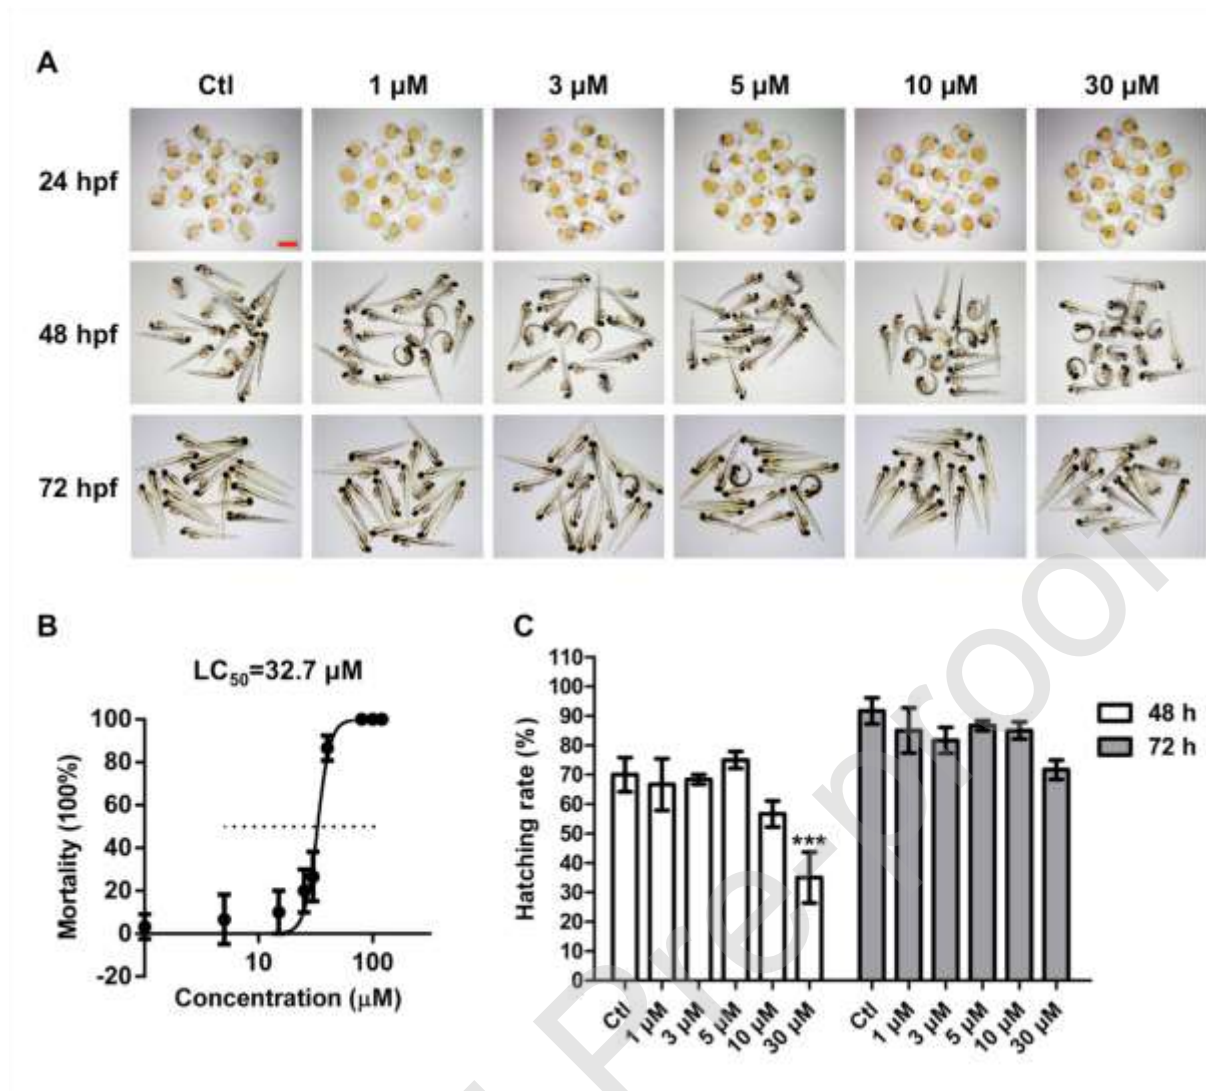 A
Ctl 1 µM 3 µM 5 µM 10 µM 30 µM
24 hpf
48 hpf
72 hpf
B
LC50=32.7 µM
Mortality (100%)
100
80
60
40
20
0
-20
10 100
Concentration (µM)
C
Hatching rate (%)
110
100
90
80
70
60
50
40
30
20
10
0
***
48 h
72 h
Ctl 1 µM 3 µM 5 µM 10 µM 30 µM Ctl 1 µM 3 µM 5 µM 10 µM 30 µM
Pre-proof